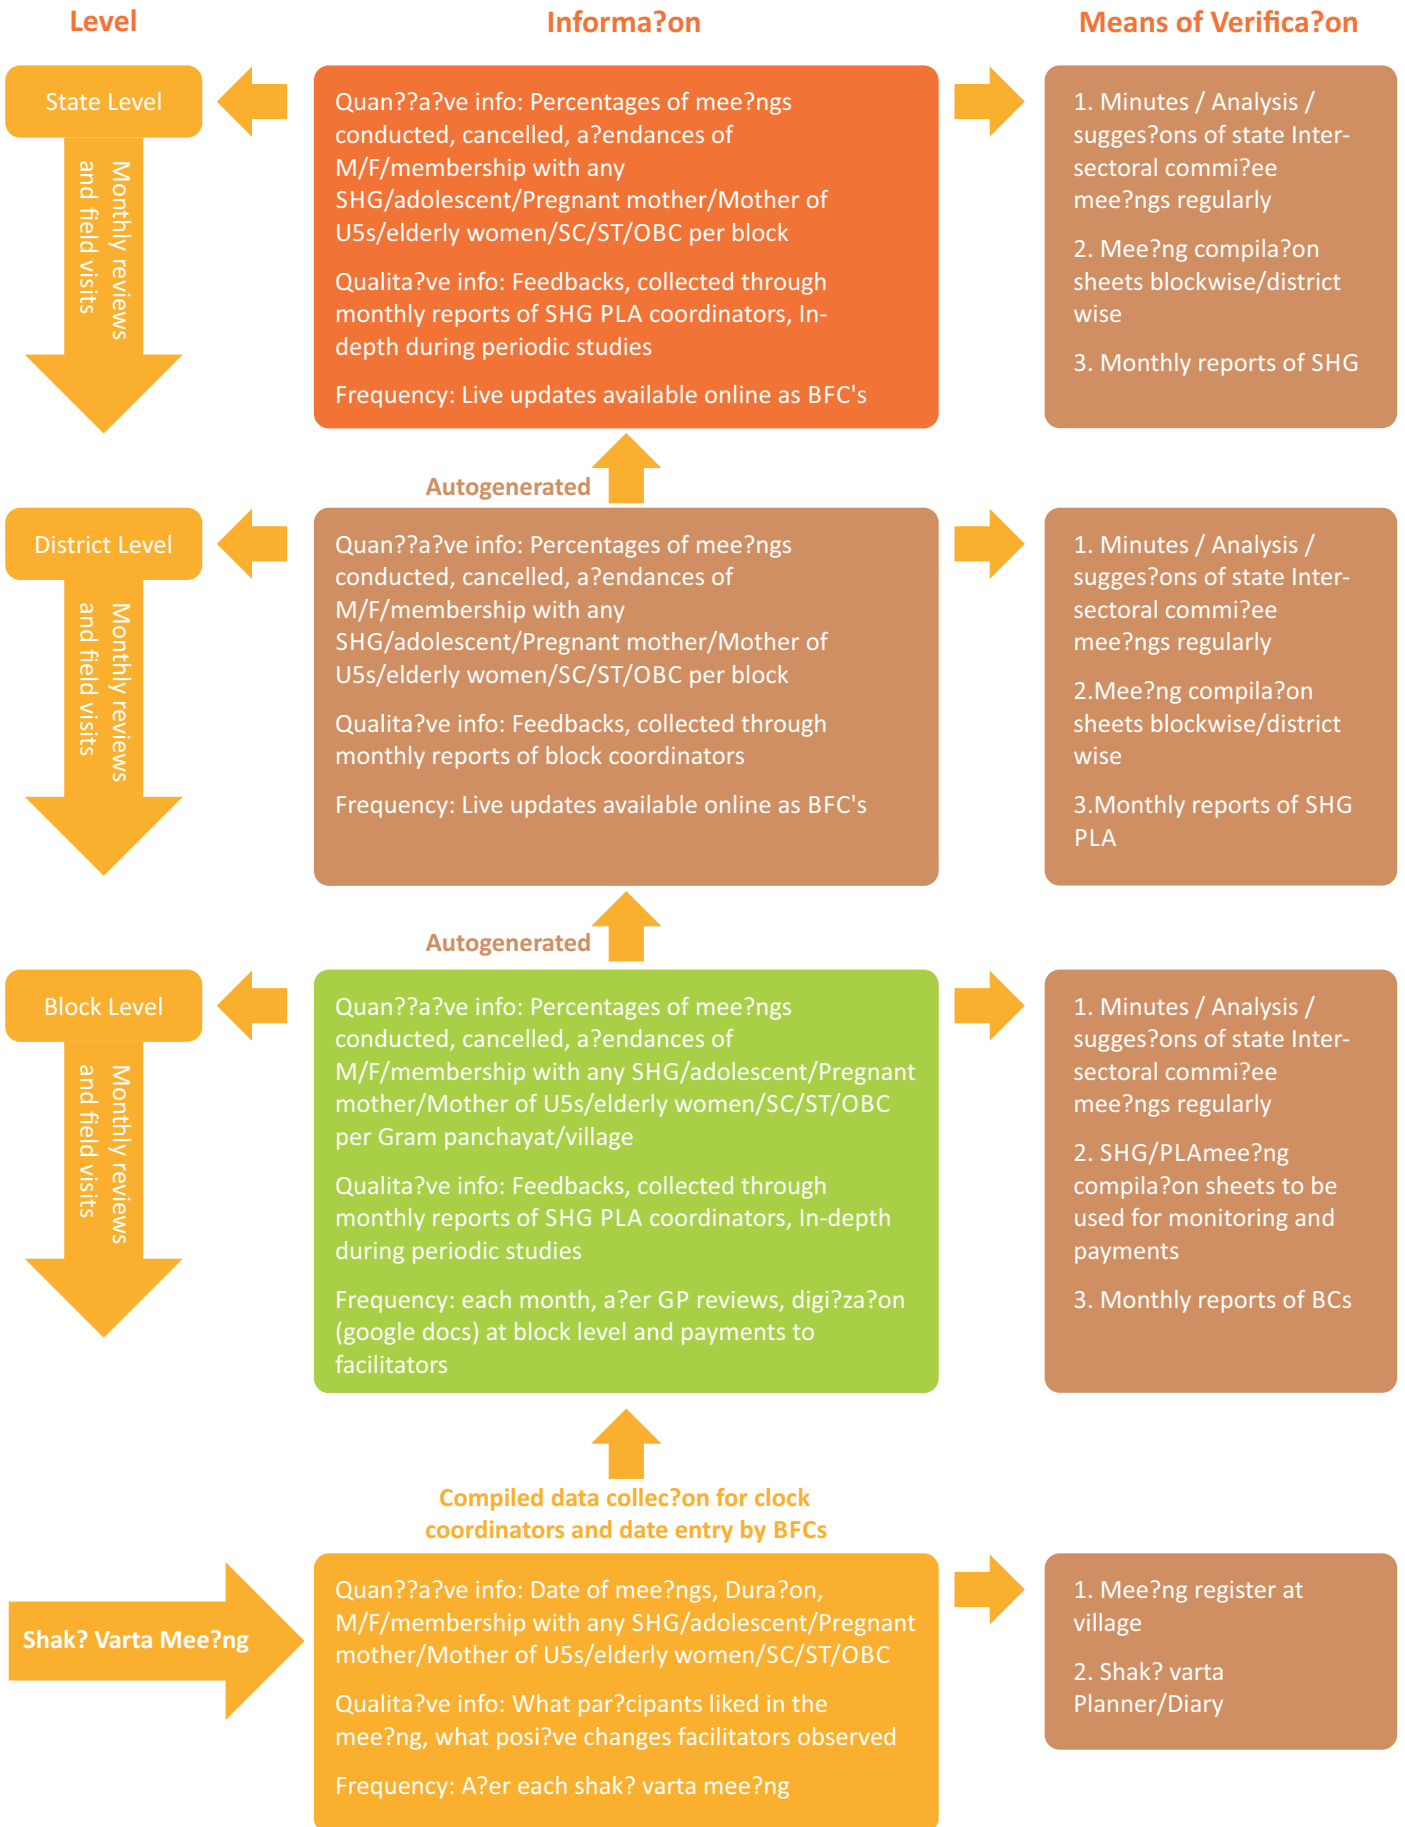 Level
Informa?on
Means of Verifica?on
State Level
Monthly reviews
and field visits
Quan??a?ve info: Percentages of mee?ngs
conducted, cancelled, a?endances of
M/F/membership with any
SHG/adolescent/Pregnant mother/Mother of
U5s/elderly women/SC/ST/OBC per block
Qualita?ve info: Feedbacks, collected through
monthly reports of SHG PLA coordinators, In-
depth during periodic studies
Frequency: Live updates available online as BFC's
1. Minutes / Analysis /
sugges?ons of state Inter-
sectoral commi?ee
mee?ngs regularly
2. Mee?ng compila?on
sheets blockwise/district
wise
3. Monthly reports of SHG
Autogenerated
District Level
Monthly reviews
and field visits
Quan??a?ve info: Percentages of mee?ngs
conducted, cancelled, a?endances of
M/F/membership with any
SHG/adolescent/Pregnant mother/Mother of
U5s/elderly women/SC/ST/OBC per block
Qualita?ve info: Feedbacks, collected through
monthly reports of block coordinators
Frequency: Live updates available online as BFC's
1. Minutes / Analysis /
sugges?ons of state Inter-
sectoral commi?ee
mee?ngs regularly
2.Mee?ng compila?on
sheets blockwise/district
wise
3.Monthly reports of SHG
PLA
Autogenerated
Block Level
Monthly reviews
and field visits
Quan??a?ve info: Percentages of mee?ngs
conducted, cancelled, a?endances of
M/F/membership with any SHG/adolescent/Pregnant
mother/Mother of U5s/elderly women/SC/ST/OBC
per Gram panchayat/village
Qualita?ve info: Feedbacks, collected through
monthly reports of SHG PLA coordinators, In-depth
during periodic studies
Frequency: each month, a?er GP reviews, digi?za?on
(google docs) at block level and payments to
facilitators
1. Minutes / Analysis /
sugges?ons of state Inter-
sectoral commi?ee
mee?ngs regularly
2. SHG/PLAmee?ng
compila?on sheets to be
used for monitoring and
payments
3. Monthly reports of BCs
Compiled data collec?on for clock
coordinators and date entry by BFCs
Shak? Varta Mee?ng
Quan??a?ve info: Date of mee?ngs, Dura?on,
M/F/membership with any SHG/adolescent/Pregnant
mother/Mother of U5s/elderly women/SC/ST/OBC
Qualita?ve info: What par?cipants liked in the
mee?ng, what posi?ve changes facilitators observed
Frequency: A?er each shak? varta mee?ng
1. Mee?ng register at
village
2. Shak? varta
Planner/Diary